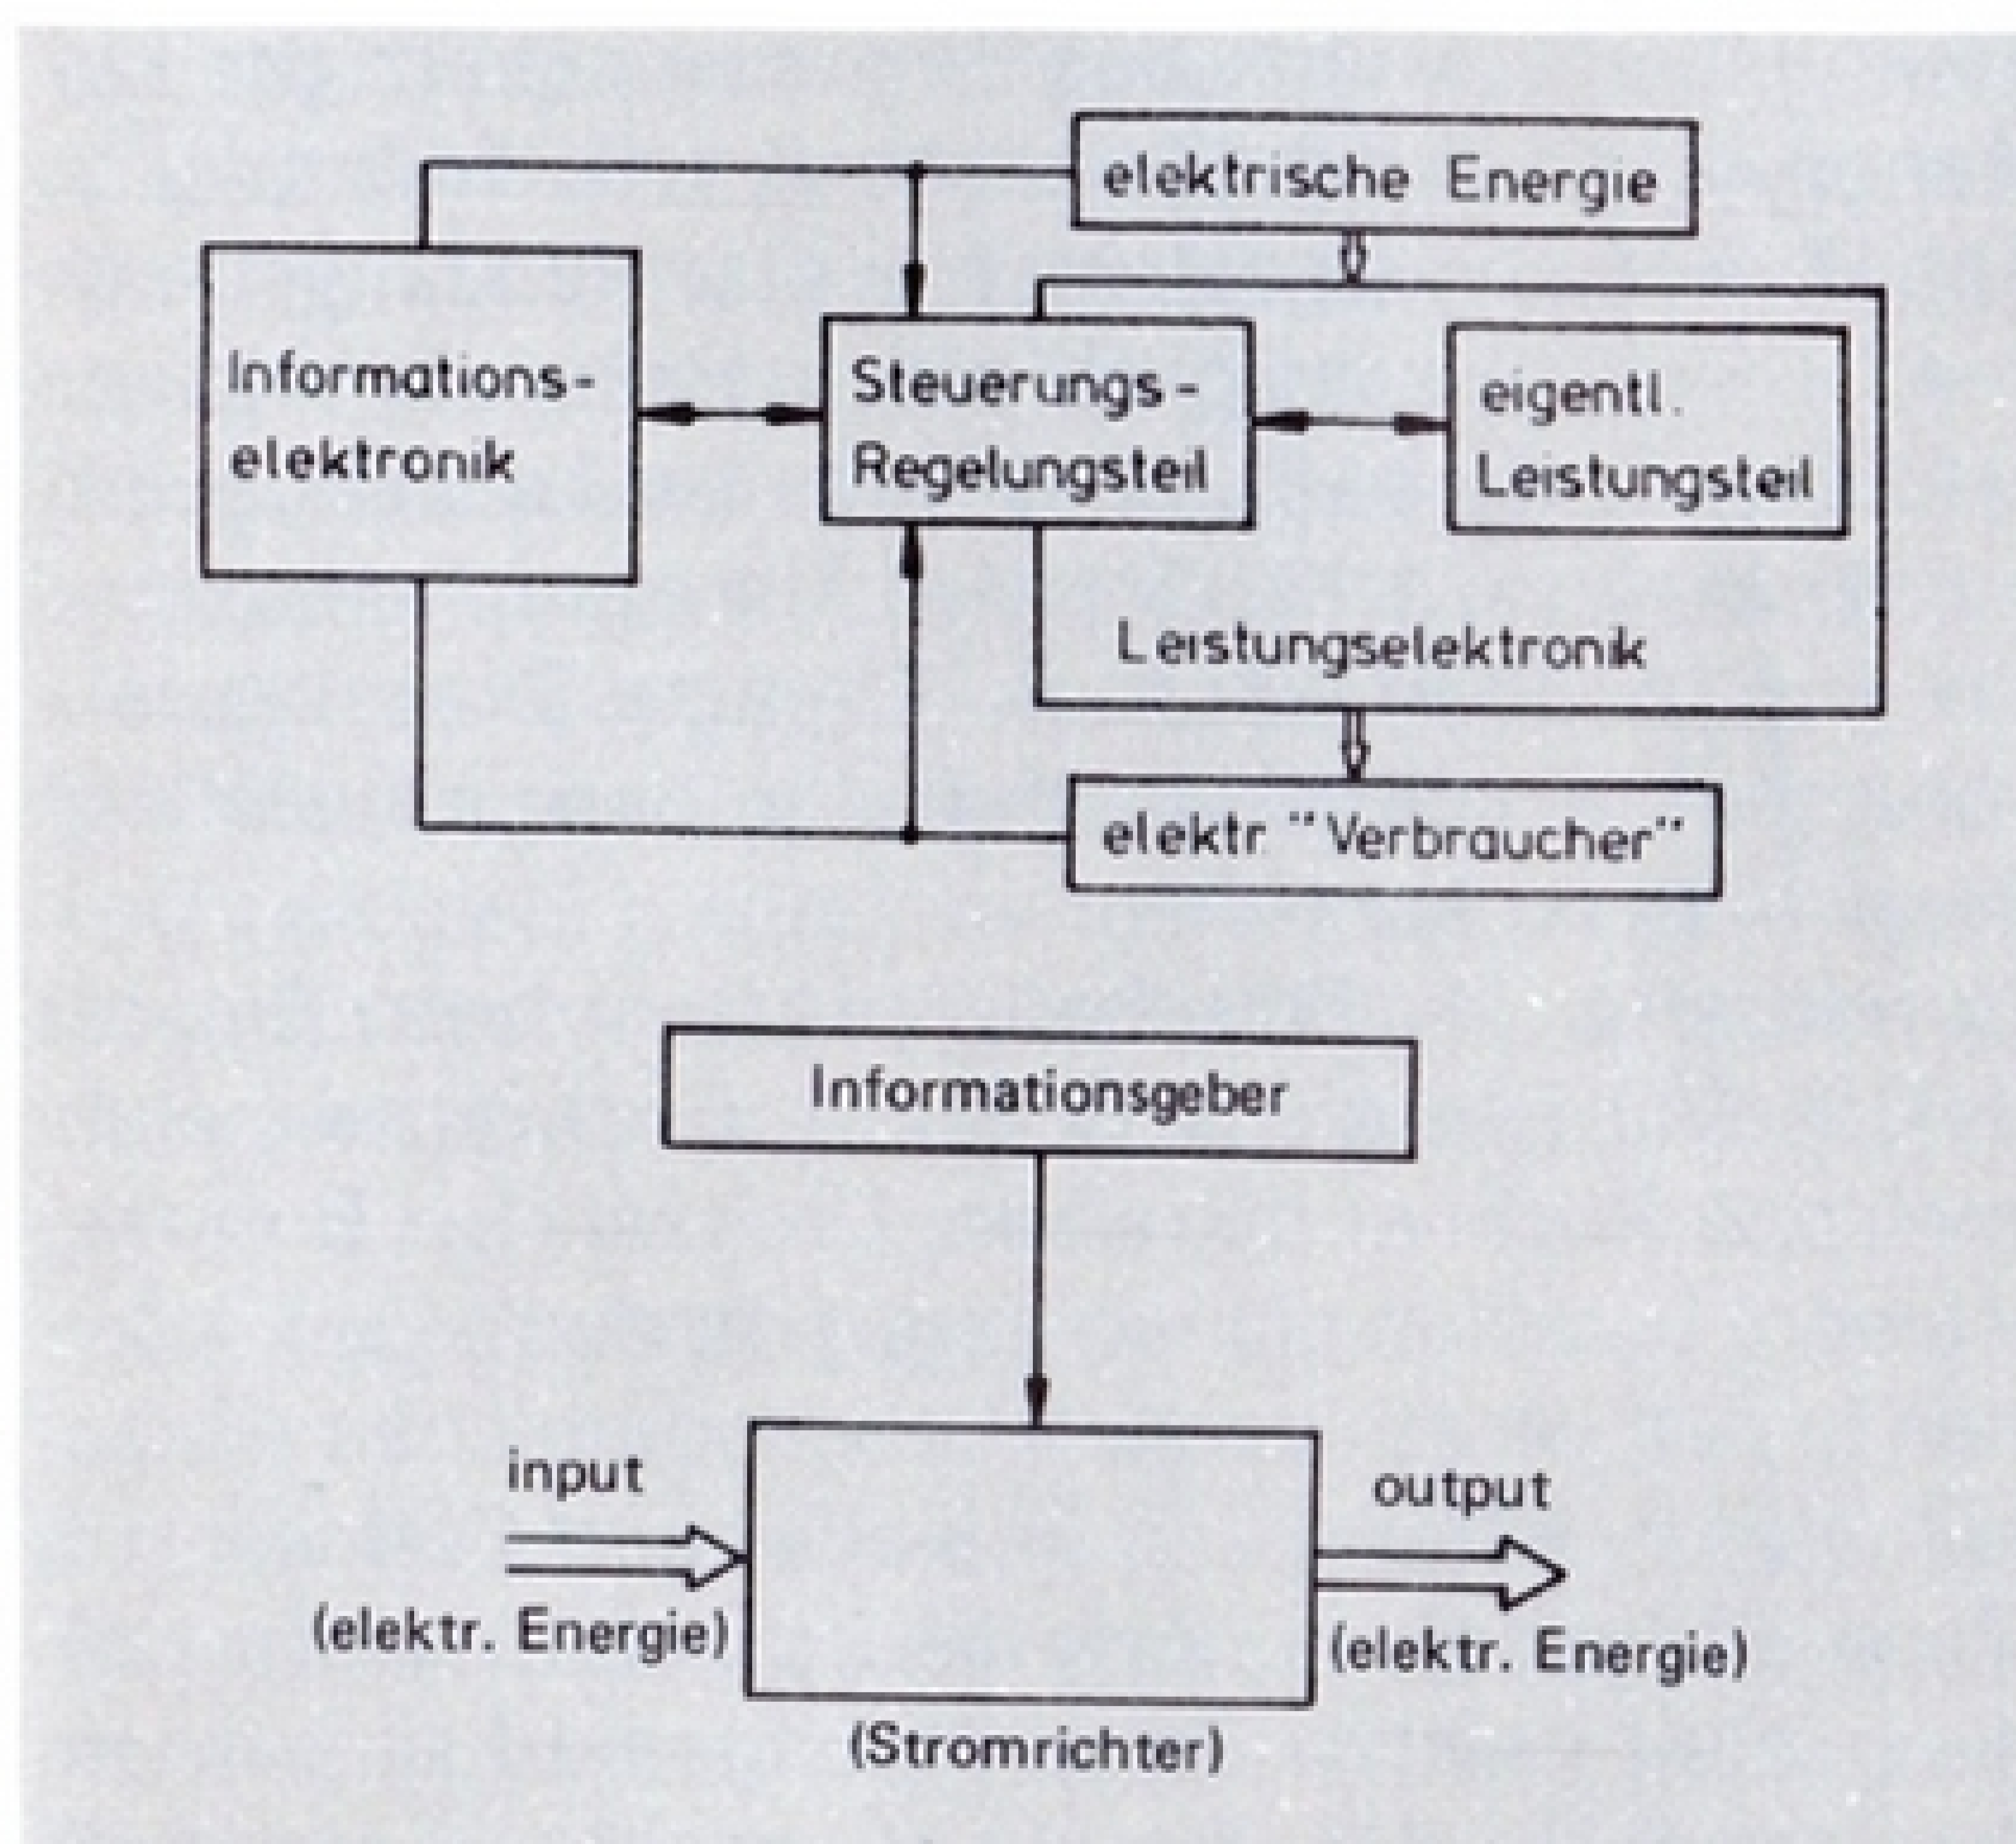 elektrische Energie
Informations-
elektronik
Steuerungs-
Regelungsteil
eigentl.
Leistungsteil
Leistungselektronik
elektr. "Verbraucher"
Informationsgeber
input
(elektr. Energie)
output
(elektr. Energie)
(Stromrichter)